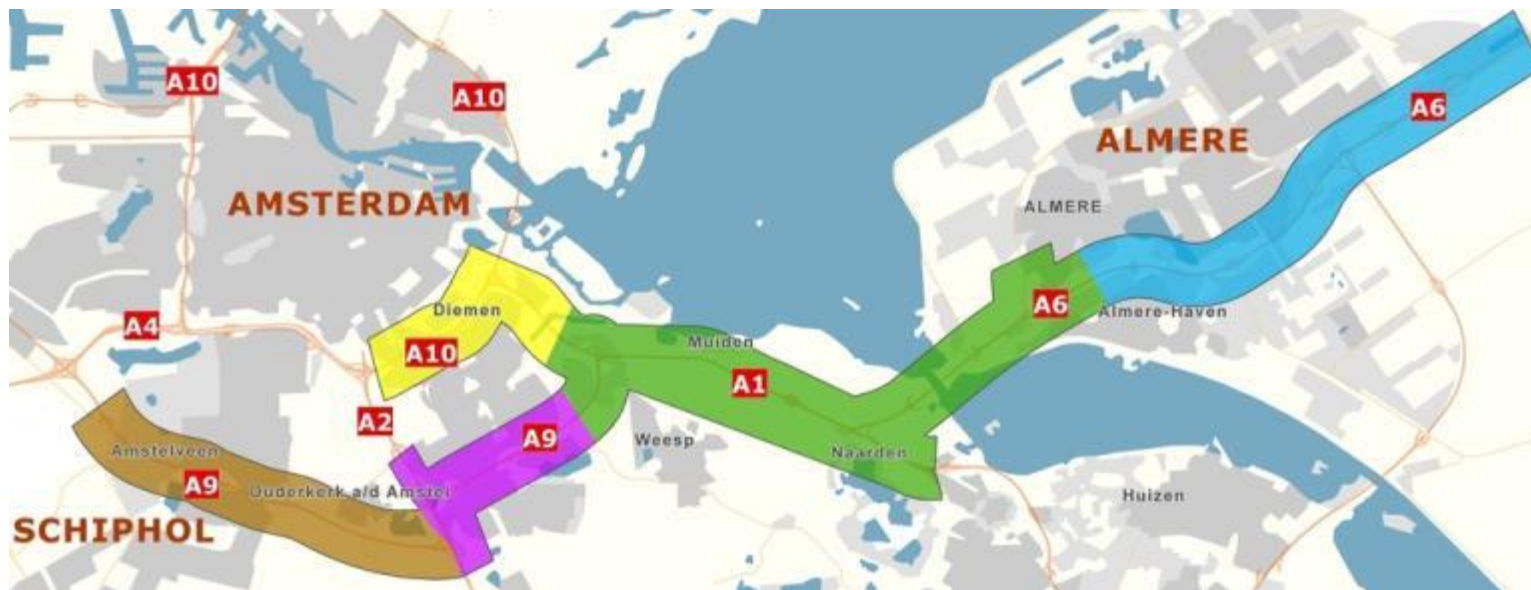 A10
A10
A6
ALMERE
AMSTERDAM
ALMERE
A6
Diemen
Almere-Haven
A4
Muiden
A10
A1
A2
A9
Weesp
Amstelveen
Naarden
A9
Ouderkerk a/d Amstel
Huizen
SCHIPHOL